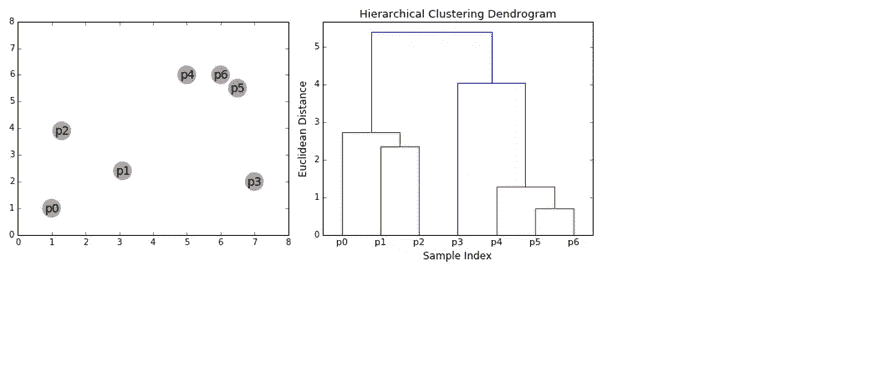 8
7
6
5
4
3
2
1
0
p4
p6
p5
p2
p1
p3
p0
0 1 2 3 4 5 6 7 8
Hierarchical Clustering Dendrogram
Euclidean Distance
5
4
3
2
1
0
p0 p1 p2 p3 p4 p5 p6
Sample Index